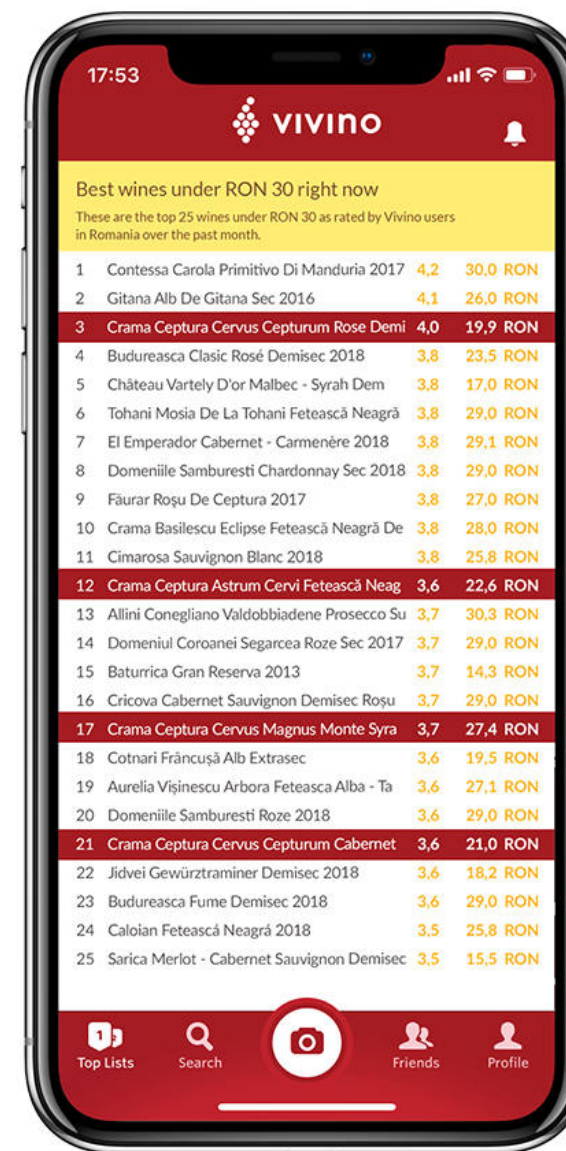 17:53
VIVINO
Best wines under RON 30 right now
These are the top 25 wines under RON 30 as rated by Vivino users
in Romania over the past month.
1 Contessa Carola Primitivo Di Manduria 2017 4,2 30,0 RON
2 Gitana Alb De Gitana Sec 2016 4,1 26,0 RON
3 Crama Ceptura Cervus Cepturum Rose Demi 4,0 19,9 RON
4 Budureasca Clasic Rosé Demisec 2018 3,8 23,5 RON
5 Château Vartely D'or Malbec - Syrah Dem 3,8 17,0 RON
6 Tohani Mosia De La Tohani Fetească Neagră 3,8 29,0 RON
7 El Emperador Cabernet - Carmenère 2018 3,8 29,1 RON
8 Domeniile Samburesti Chardonnay Sec 2018 3,8 29,0 RON
9 Făurar Roșu De Ceptura 2017 3,8 27,0 RON
10 Crama Basilescu Eclipse Fetească Neagră De 3,8 28,0 RON
11 Cimarosa Sauvignon Blanc 2018 3,8 25,8 RON
12 Crama Ceptura Astrum Cervi Fetească Neag 3,6 22,6 RON
13 Allini Conegliano Valdobbiadene Prosecco Su 3,7 30,3 RON
14 Domeniul Coroanei Segarcea Roze Sec 2017 3,7 29,0 RON
15 Baturrica Gran Reserva 2013 3,7 14,3 RON
16 Cricova Cabernet Sauvignon Demisec Roșu 3,7 29,0 RON
17 Crama Ceptura Cervus Magnus Monte Syra 3,7 27,4 RON
18 Cotnari Frâncușă Alb Extrasec 3,6 19,5 RON
19 Aurelia Vișinescu Arbora Feteasca Alba - Ta 3,6 27,1 RON
20 Domeniile Samburesti Roze 2018 3,6 29,0 RON
21 Crama Ceptura Cervus Cepturum Cabernet 3,6 21,0 RON
22 Jidvei Gewürztraminer Demisec 2018 3,6 18,2 RON
23 Budureasca Fume Demisec 2018 3,6 29,0 RON
24 Caloian Fetească Neagră 2018 3,5 25,8 RON
25 Sarica Merlot - Cabernet Sauvignon Demisec 3,5 15,5 RON
Top Lists Search Friends Profile